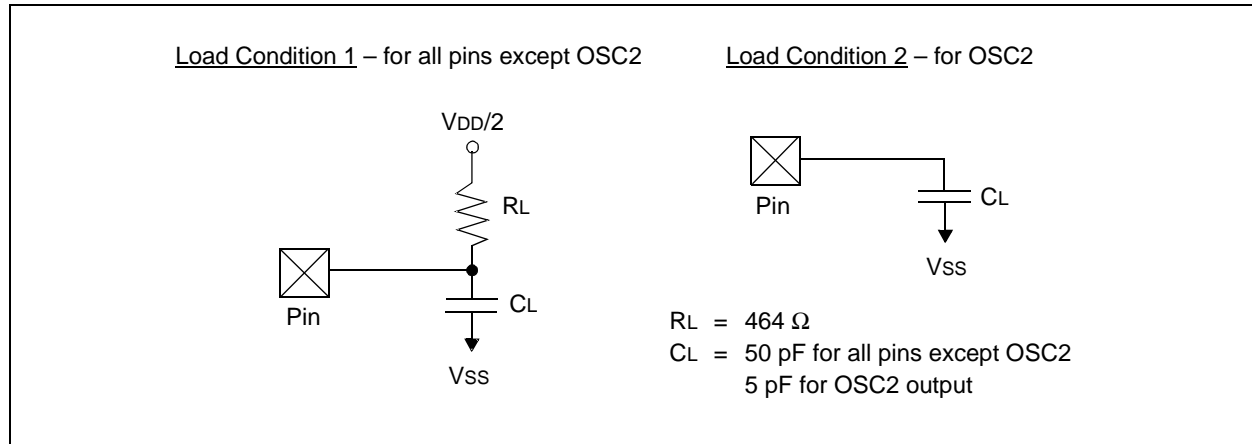 Load Condition 1 – for all pins except OSC2
VDD/2
RL
Pin
CL
VSS
Load Condition 2 – for OSC2
Pin
CL
VSS
RL = 464 Ω
CL = 50 pF for all pins except OSC2
5 pF for OSC2 output